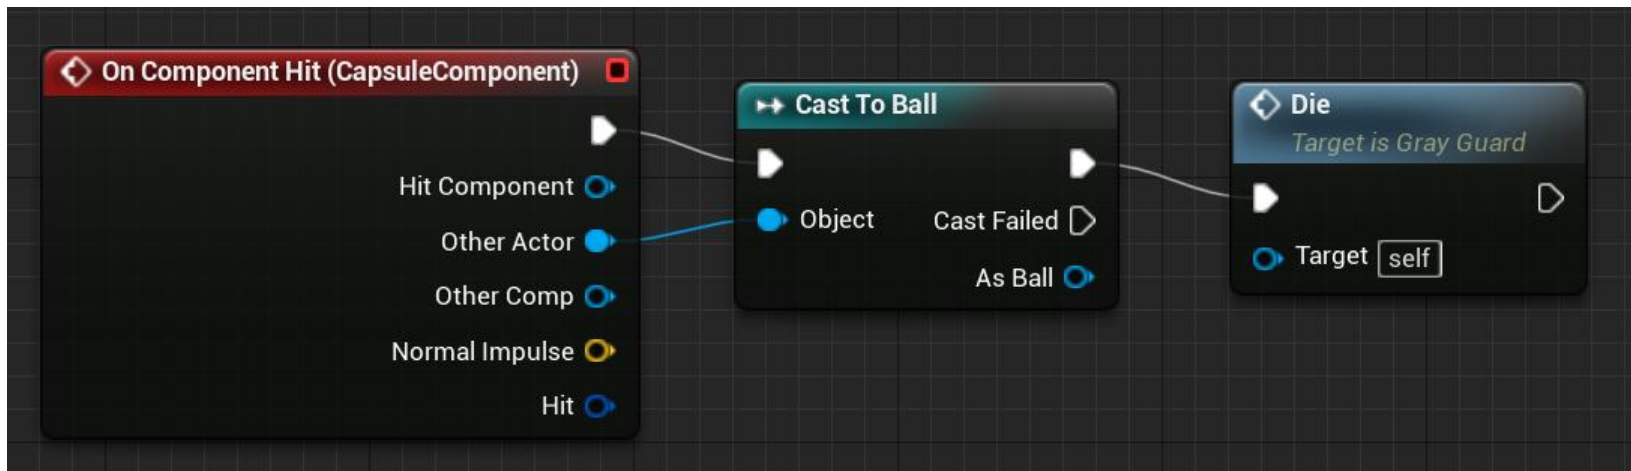 On Component Hit (CapsuleComponent)
Hit Component
Other Actor
Other Comp
Normal Impulse
Hit
Cast To Ball
Object
Cast Failed
As Ball
Die
Target is Gray Guard
Target self